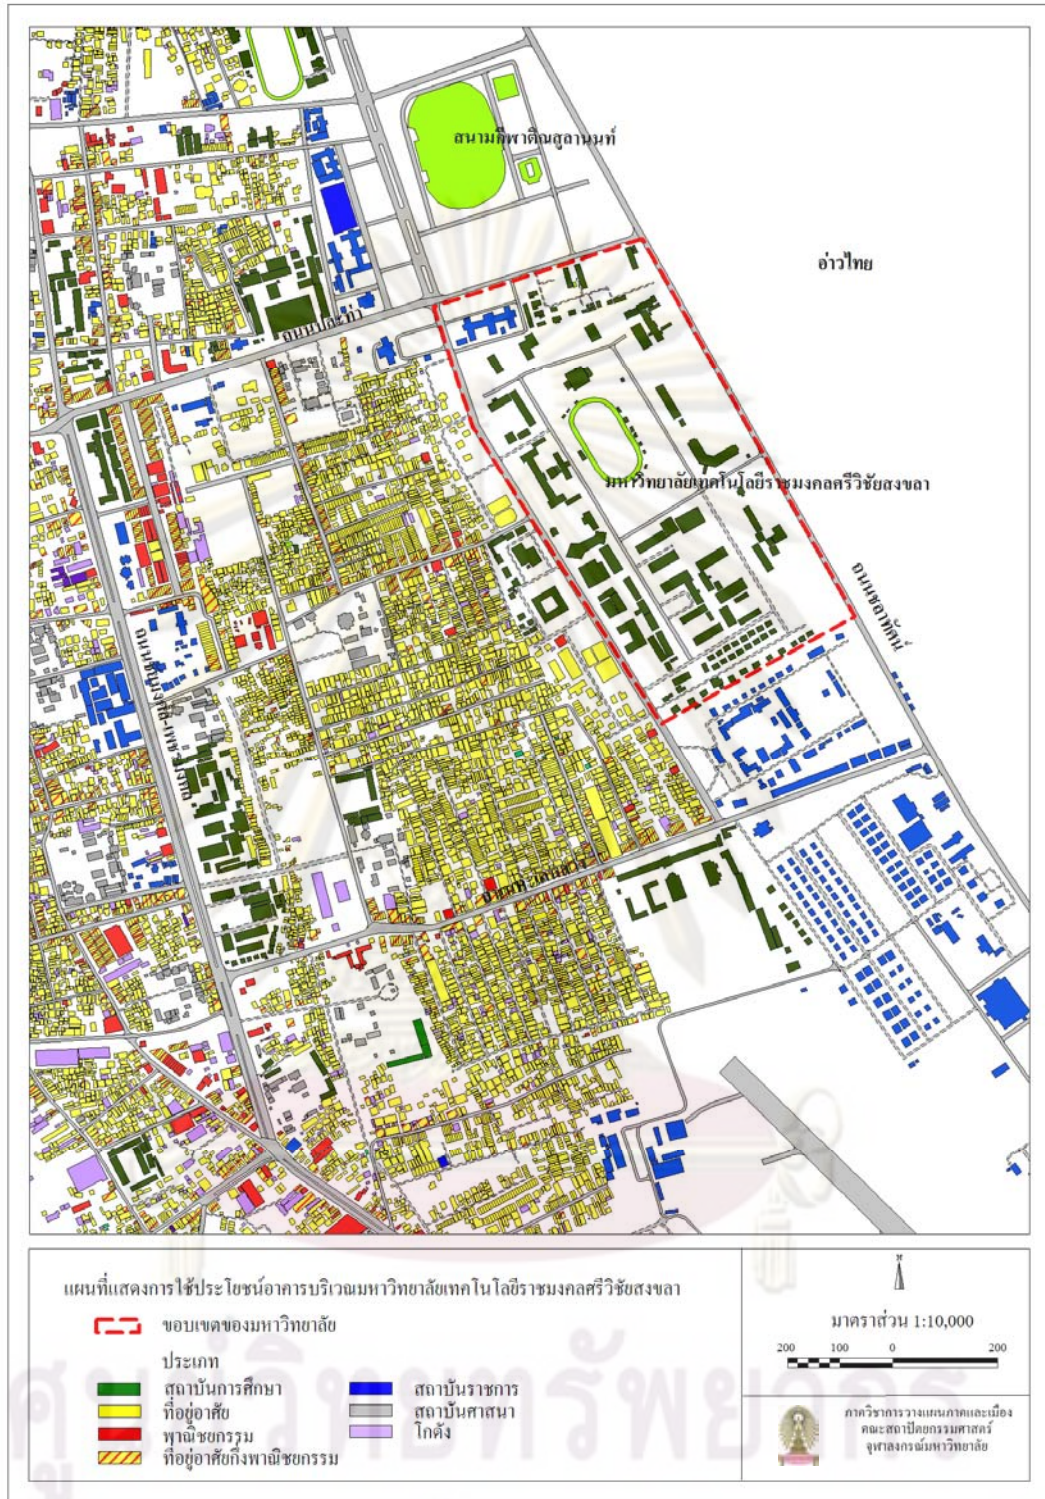 สนามกีฬาติณสูลานนท์
อ่าวไทย
ถนนปละท่า
มหาวิทยาลัยเทคโนโลยีราชมงคลศรีวิชัยสงขลา
ถนนชลาทัศน์
แผนที่แสดงการใช้ประโยชน์อาคารบริเวณมหาวิทยาลัยเทคโนโลยีราชมงคลศรีวิชัยสงขลา
ขอบเขตของมหาวิทยาลัย
ประเภท
สถาบันการศึกษา
ที่อยู่อาศัย
พาณิชยกรรม
ที่อยู่อาศัยกึ่งพาณิชยกรรม
สถาบันราชการ
สถาบันศาสนา
โกดัง
N
มาตราส่วน 1:10,000
200 100 0 200
ภาควิชาการวางแผนภาคและเมือง
คณะสถาปัตยกรรมศาสตร์
จุฬาลงกรณ์มหาวิทยาลัย
ศูนย์วิทยทรัพยากร